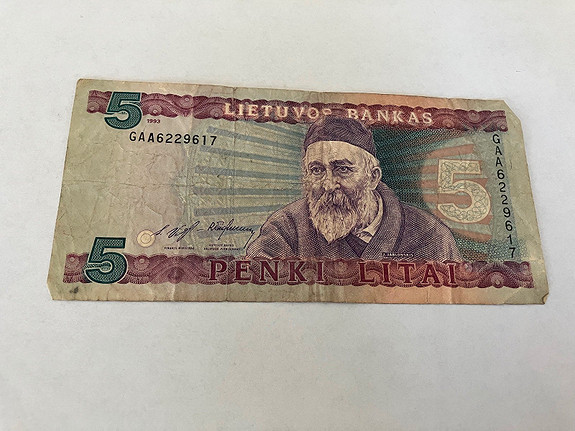 5 1993 LIETUVOS BANKAS
GAA6229617
GAA6229617
5
5 PENKI LITAI